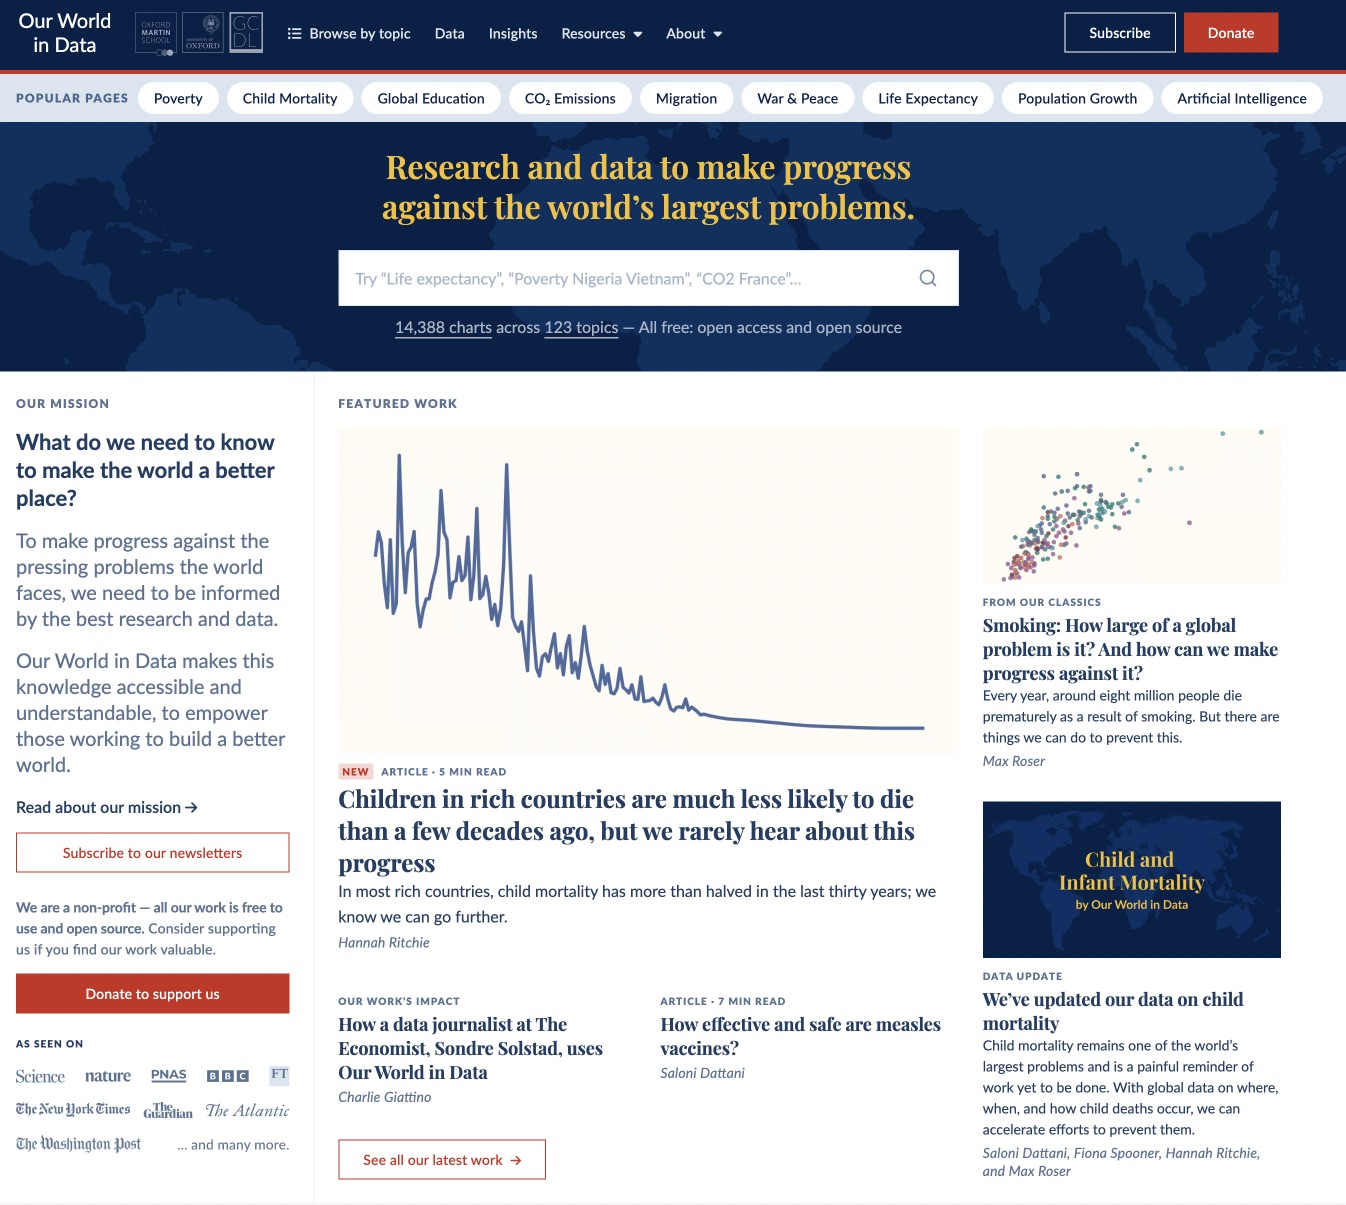 Our World
in Data
OXFORD
MARTIN
SCHOOL
UNIVERSITY OF
OXFORD
GC
DL
Browse by topic
Data
Insights
Resources
About
Subscribe
Donate
POPULAR PAGES
Poverty
Child Mortality
Global Education
CO₂ Emissions
Migration
War & Peace
Life Expectancy
Population Growth
Artificial Intelligence
Research and data to make progress
against the world’s largest problems.
Try “Life expectancy”, “Poverty Nigeria Vietnam”, “CO2 France”...
14,388 charts across 123 topics — All free: open access and open source
OUR MISSION
What do we need to know
to make the world a better
place?
To make progress against the
pressing problems the world
faces, we need to be informed
by the best research and data.
Our World in Data makes this
knowledge accessible and
understandable, to empower
those working to build a better
world.
Read about our mission →
Subscribe to our newsletters
We are a non-profit — all our work is free to
use and open source. Consider supporting
us if you find our work valuable.
Donate to support us
AS SEEN ON
Science
nature
PNAS
BBC
FT
The New York Times
The
Guardian
The Atlantic
The Washington Post
... and many more.
FEATURED WORK
NEW ARTICLE · 5 MIN READ
Children in rich countries are much less likely to die
than a few decades ago, but we rarely hear about this
progress
In most rich countries, child mortality has more than halved in the last thirty years; we
know we can go further.
Hannah Ritchie
OUR WORK’S IMPACT
How a data journalist at The
Economist, Sondre Solstad, uses
Our World in Data
Charlie Giattino
ARTICLE · 7 MIN READ
How effective and safe are measles
vaccines?
Saloni Dattani
See all our latest work →
FROM OUR CLASSICS
Smoking: How large of a global
problem is it? And how can we make
progress against it?
Every year, around eight million people die
prematurely as a result of smoking. But there are
things we can do to prevent this.
Max Roser
Child and
Infant Mortality
by Our World in Data
DATA UPDATE
We’ve updated our data on child
mortality
Child mortality remains one of the world’s
largest problems and is a painful reminder of
work yet to be done. With global data on where,
when, and how child deaths occur, we can
accelerate efforts to prevent them.
Saloni Dattani, Fiona Spooner, Hannah Ritchie,
and Max Roser